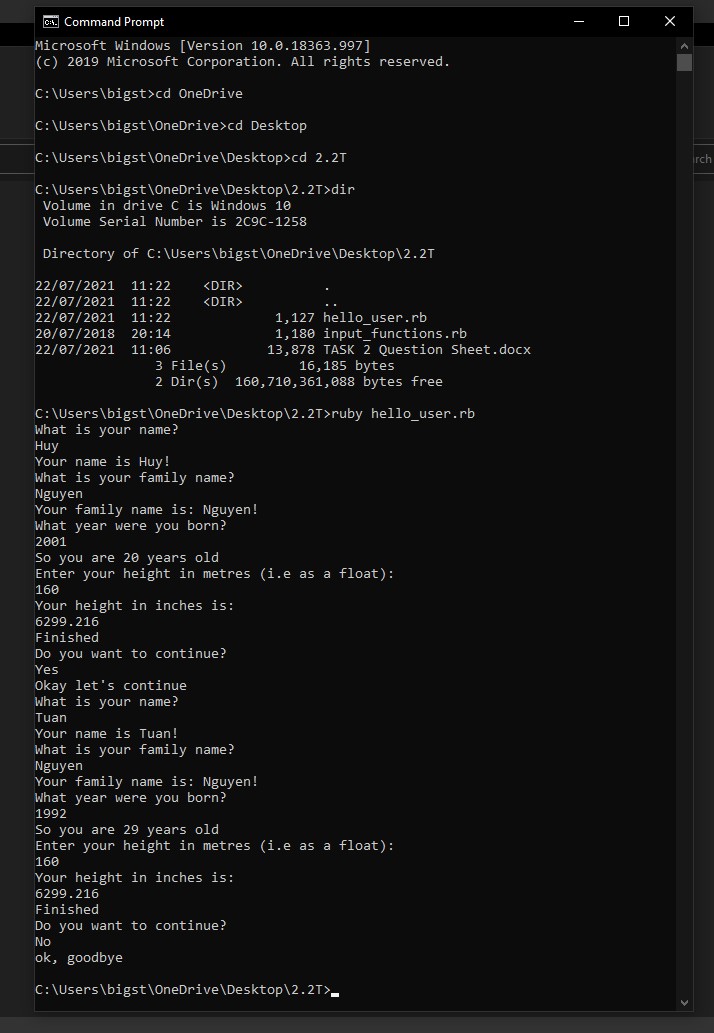 Command Prompt
Microsoft Windows [Version 10.0.18363.997]
(c) 2019 Microsoft Corporation. All rights reserved.
C:\Users\bigst>cd OneDrive
C:\Users\bigst\OneDrive>cd Desktop
C:\Users\bigst\OneDrive\Desktop>cd 2.2T
C:\Users\bigst\OneDrive\Desktop\2.2T>dir
Volume in drive C is Windows 10
Volume Serial Number is 2C9C-1258
Directory of C:\Users\bigst\OneDrive\Desktop\2.2T
22/07/2021  11:22    <DIR>          .
22/07/2021  11:22    <DIR>          ..
22/07/2021  11:22             1,127 hello_user.rb
20/07/2018  20:14             1,180 input_functions.rb
22/07/2021  11:06            13,878 TASK 2 Question Sheet.docx
3 File(s)         16,185 bytes
2 Dir(s)  160,710,361,088 bytes free
C:\Users\bigst\OneDrive\Desktop\2.2T>ruby hello_user.rb
What is your name?
Huy
Your name is Huy!
What is your family name?
Nguyen
Your family name is: Nguyen!
What year were you born?
2001
So you are 20 years old
Enter your height in metres (i.e as a float):
160
Your height in inches is:
6299.216
Finished
Do you want to continue?
Yes
Okay let's continue
What is your name?
Tuan
Your name is Tuan!
What is your family name?
Nguyen
Your family name is: Nguyen!
What year were you born?
1992
So you are 29 years old
Enter your height in metres (i.e as a float):
160
Your height in inches is:
6299.216
Finished
Do you want to continue?
No
ok, goodbye
C:\Users\bigst\OneDrive\Desktop\2.2T>